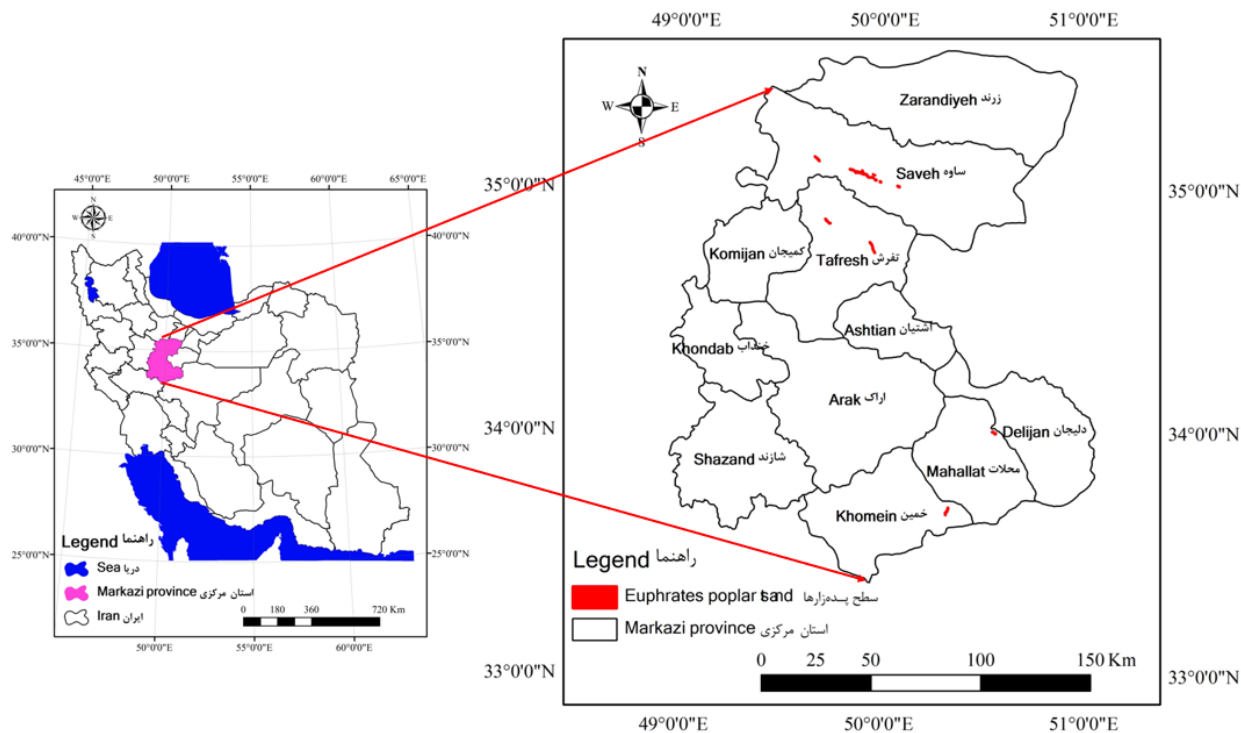 49°0'0"E 50°0'0"E 51°0'0"E
N
W E
S
35°0'0"N
34°0'0"N
33°0'0"N
35°0'0"N
34°0'0"N
33°0'0"N
Zarandiyeh زرند
Saveh ساوه
Komijan کمیجان
Tafresh تفرش
Ashtian آشتیان
Khondab خنداب
Arak اراک
Delijan دلیجان
Shazand شازند
Mahallat محلات
Khomein خمین
Legend راهنما
Euphrates poplar tsand سطح پده‌زارها
Markazi province استان مرکزی
0 25 50 100 150 Km
49°0'0"E 50°0'0"E 51°0'0"E
45°0'0"E 50°0'0"E 55°0'0"E 60°0'0"E
N
W E
S
40°0'0"N
35°0'0"N
30°0'0"N
25°0'0"N
40°0'0"N
35°0'0"N
30°0'0"N
25°0'0"N
Legend راهنما
Sea دریا
Markazi province استان مرکزی
Iran ایران
0 180 360 720 Km
50°0'0"E 55°0'0"E 60°0'0"E